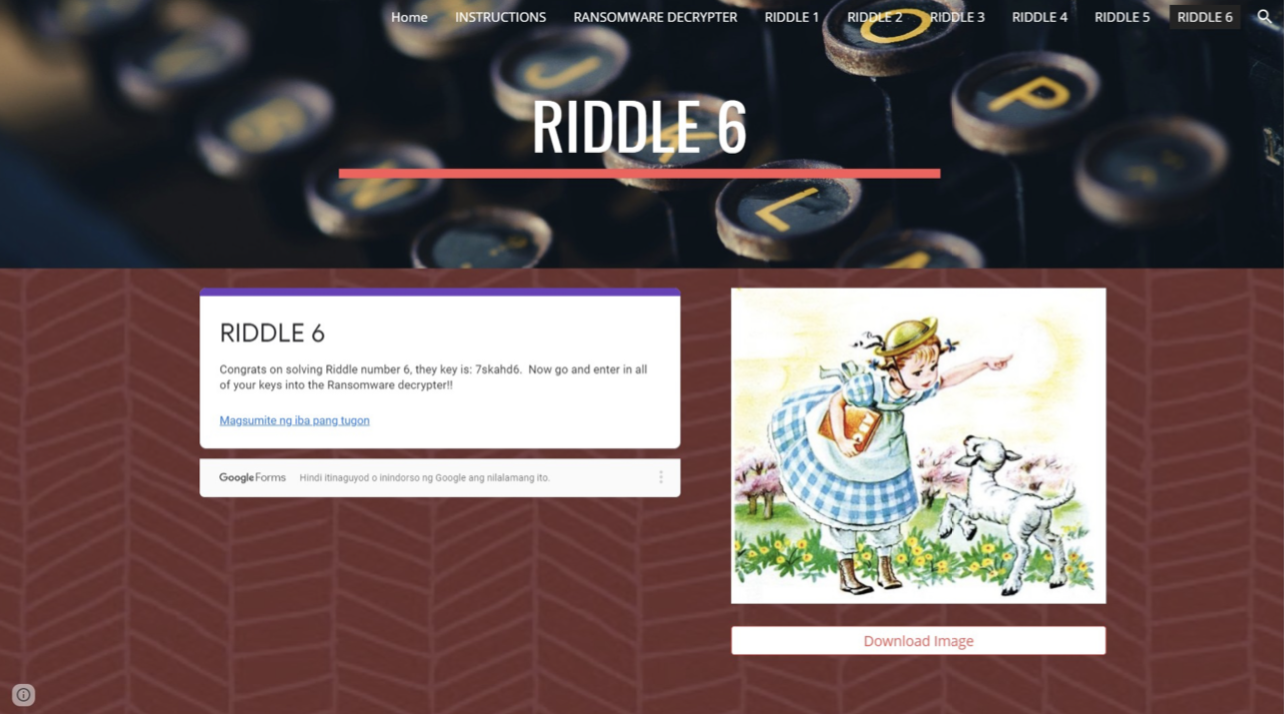 Home INSTRUCTIONS RANSOMWARE DECRYPTER RIDDLE 1 RIDDLE 2 RIDDLE 3 RIDDLE 4 RIDDLE 5 RIDDLE 6
RIDDLE 6
J
O
P
N
K
L
RIDDLE 6
Congrats on solving Riddle number 6, they key is: 7skahd6. Now go and enter in all
of your keys into the Ransomware decrypter!!
Magsumite ng iba pang tugon
Google Forms Hindi itinaguyod o inindorso ng Google ang nilalamang ito.
Download Image